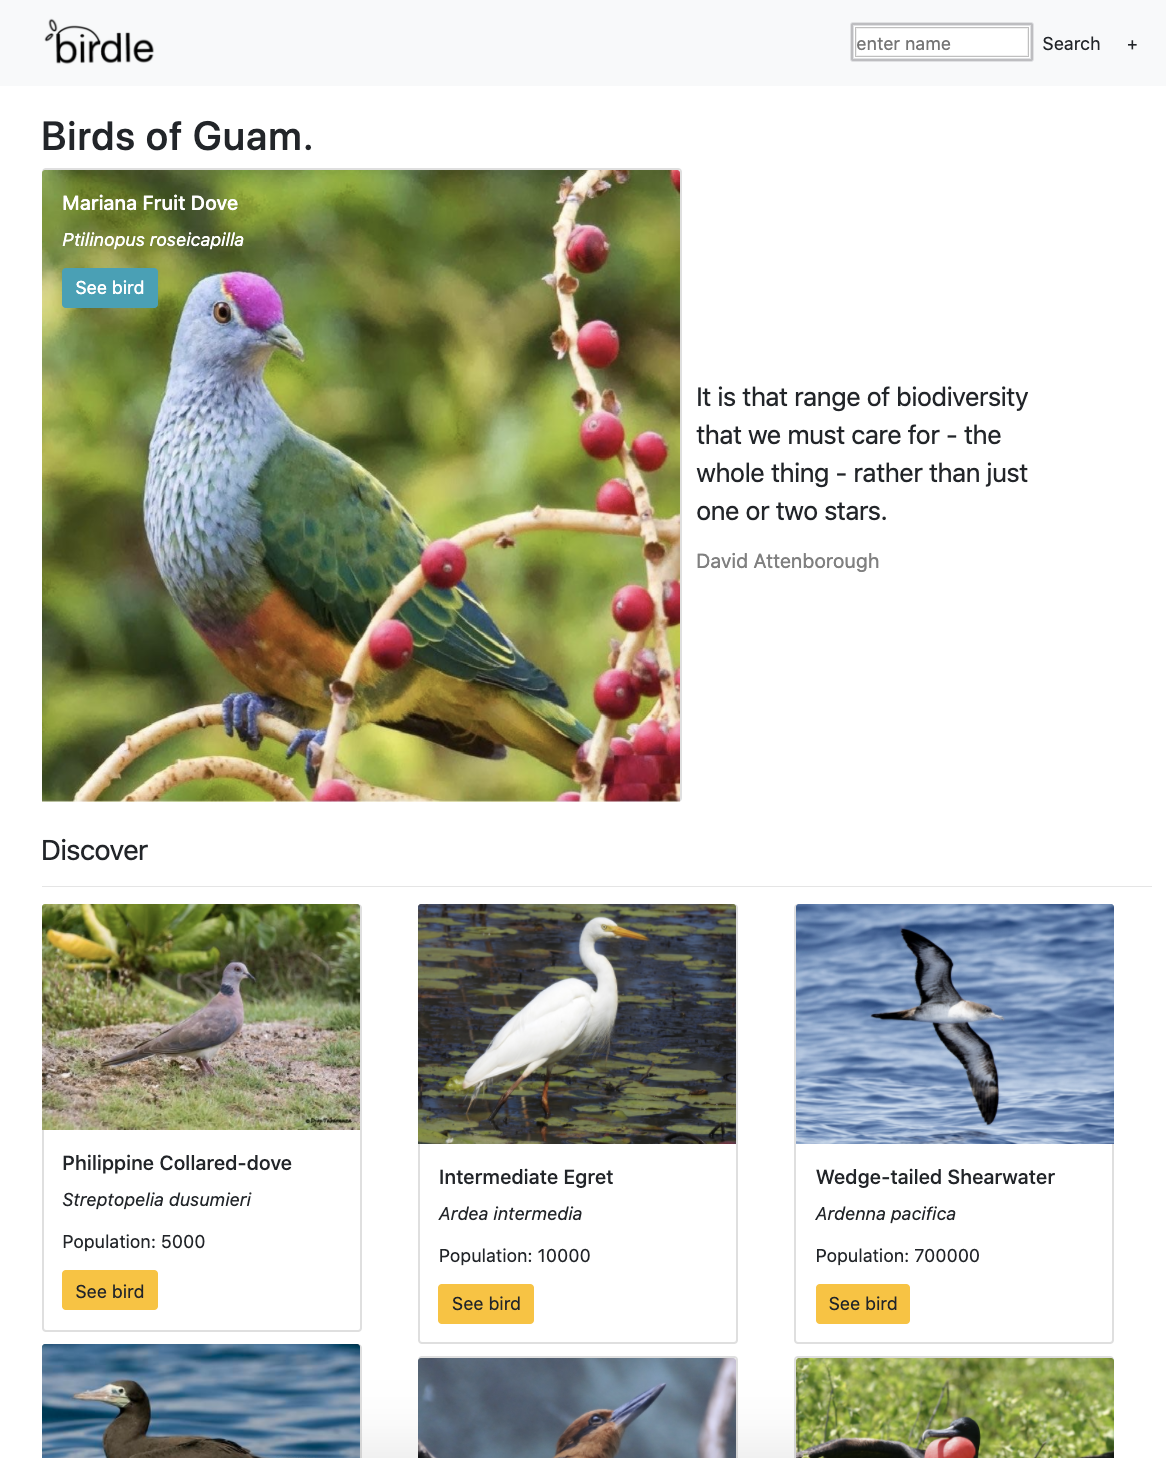 birdle
enter name Search +
Birds of Guam.
Mariana Fruit Dove
Ptilinopus roseicapilla
See bird
It is that range of biodiversity
that we must care for - the
whole thing - rather than just
one or two stars.
David Attenborough
Discover
Philippine Collared-dove
Streptopelia dusumieri
Population: 5000
See bird
Intermediate Egret
Ardea intermedia
Population: 10000
See bird
Wedge-tailed Shearwater
Ardenna pacifica
Population: 700000
See bird